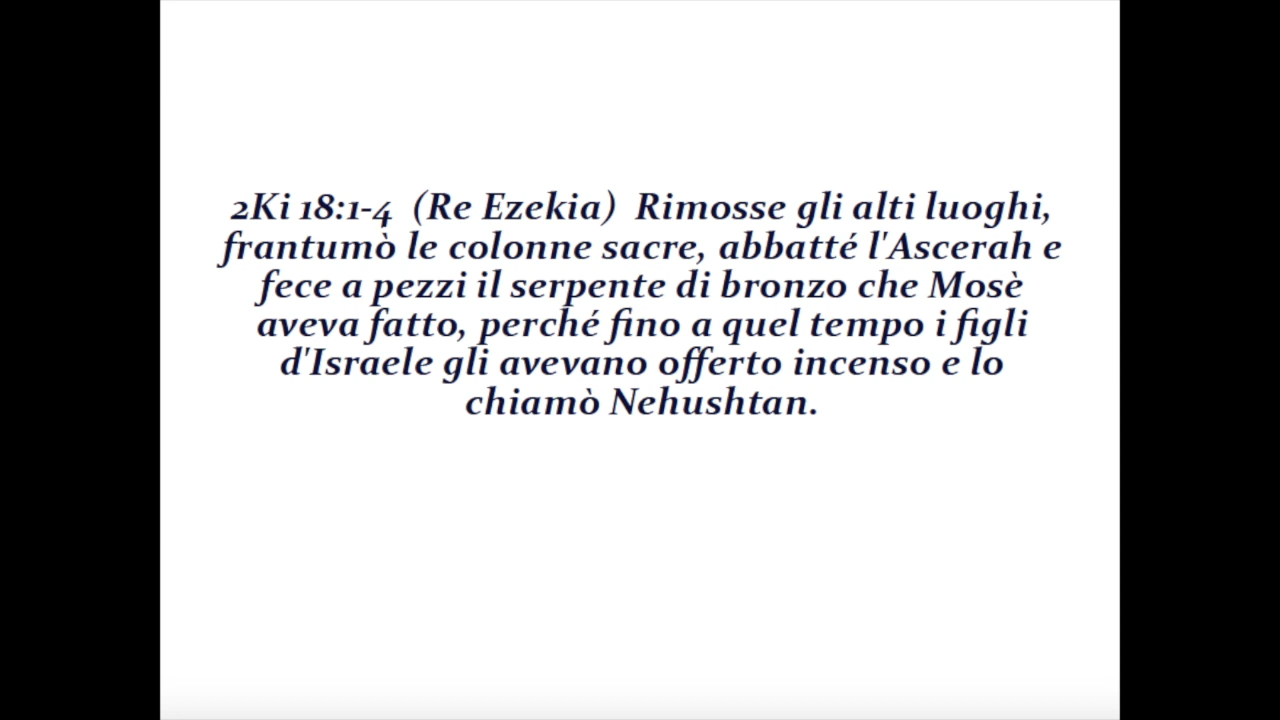 2Ki 18:1-4 (Re Ezekia) Rimosse gli alti luoghi,
frantumò le colonne sacre, abbatté l'Ascerah e
fece a pezzi il serpente di bronzo che Mosè
aveva fatto, perché fino a quel tempo i figli
d'Israele gli avevano offerto incenso e lo
chiamò Nehushtan.